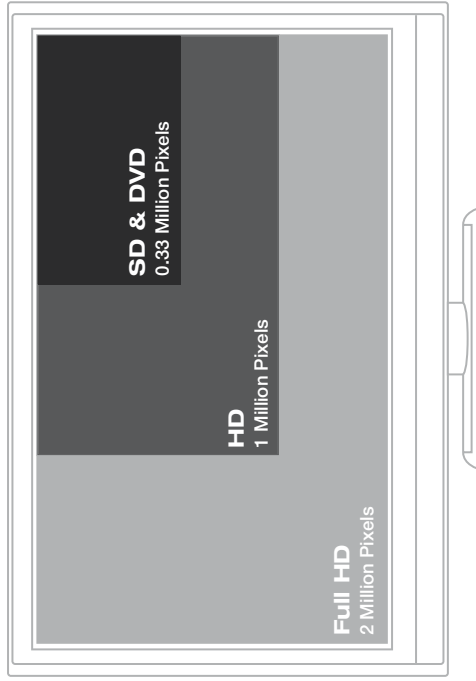 SD & DVD
0.33 Million Pixels
HD
1 Million Pixels
Full HD
2 Million Pixels